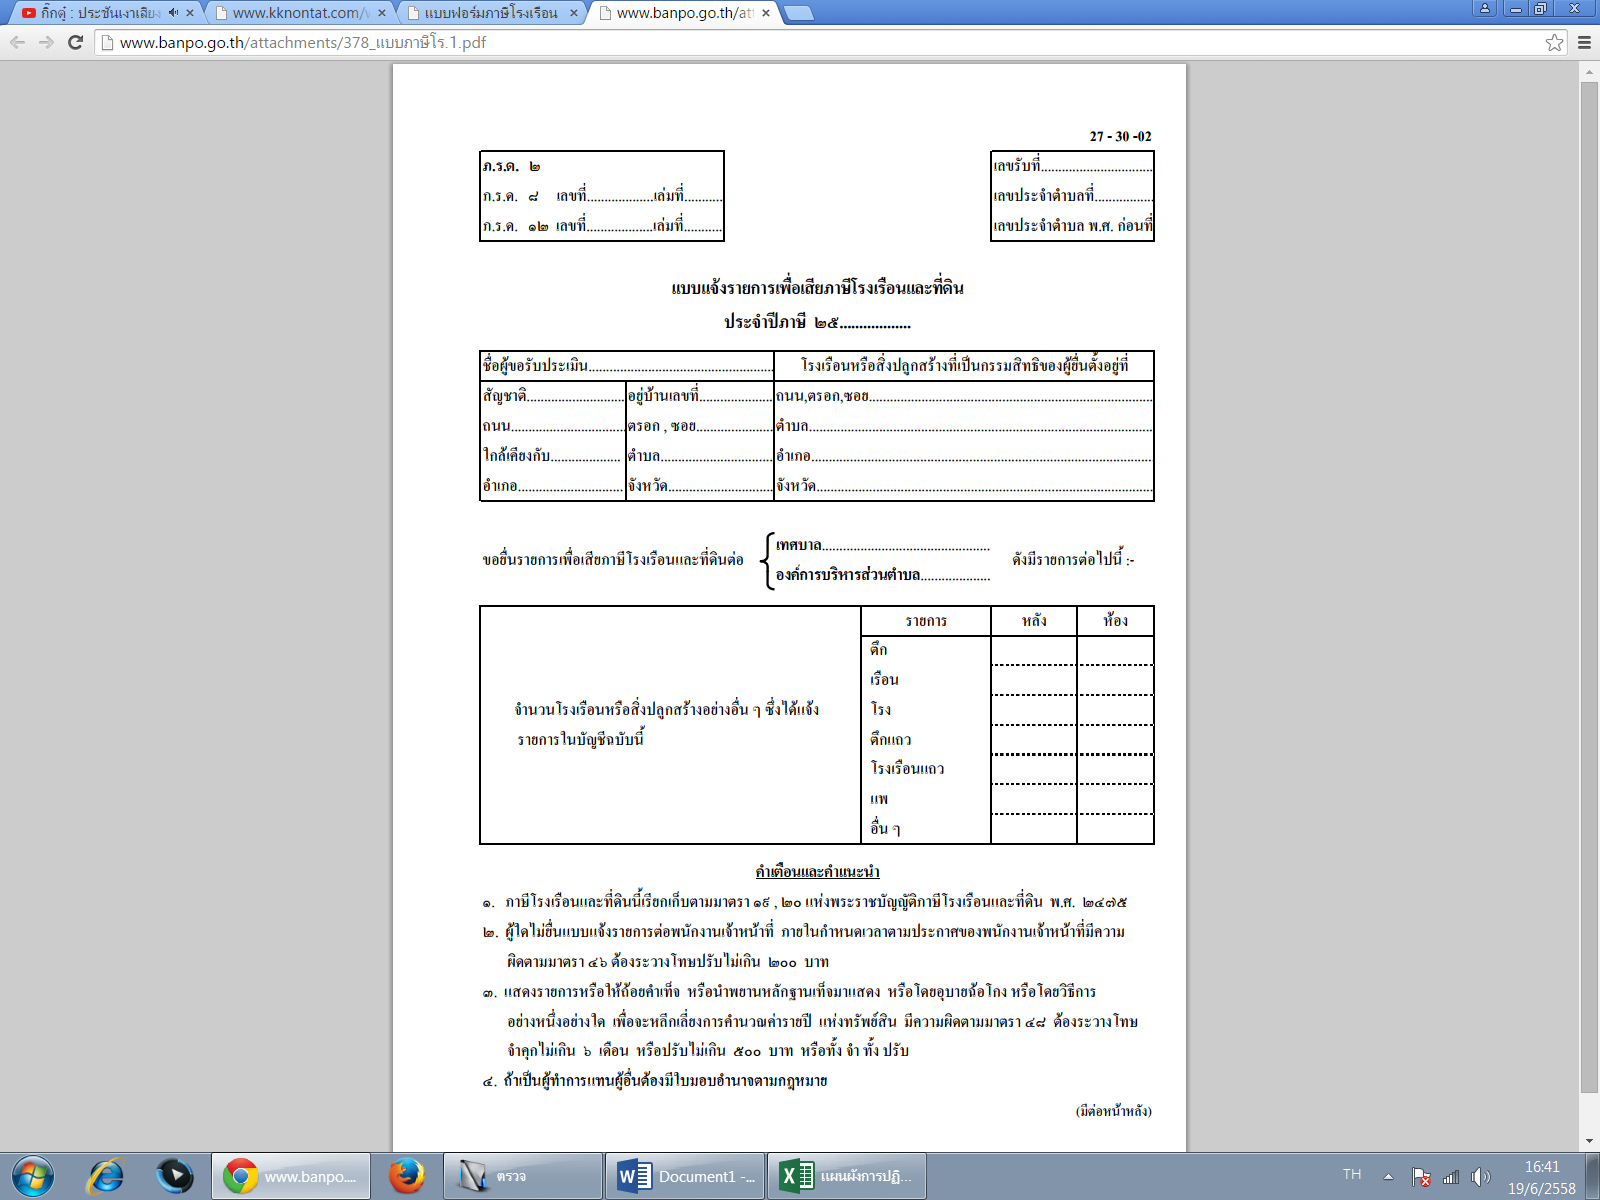 กิ๊กตุ๋ : ประชันเงาเสียง
www.kknontat.com/
แบบฟอร์มภาษีโรงเรือน
www.banpo.go.th/at
www.banpo.go.th/attachments/378_แบบภาษีโร.1.pdf
27 - 30 -02
ภ.ร.ด. ๒
ก.ร.ด. ๘ เลขที่...................เล่มที่...........
ก.ร.ด. ๑๒ เลขที่...................เล่มที่...........
เลขรับที่................................
เลขประจำตำบลที่.................
เลขประจำตำบล พ.ศ. ก่อนที่
แบบแจ้งรายการเพื่อเสียภาษีโรงเรือนและที่ดิน
ประจำปีภาษี ๒๕..................
ชื่อผู้ขอรับประเมิน..................................................... โรงเรือนหรือสิ่งปลูกสร้างที่เป็นกรรมสิทธิของผู้ยื่นตั้งอยู่ที่
สัญชาติ............................ อยู่บ้านเลขที่..................... ถนน,ตรอก,ซอย.................................................................................
ถนน................................. ตรอก , ซอย...................... ตำบล..................................................................................................
ใกล้เคียงกับ.................... ตำบล................................ อำเภอ.................................................................................................
อำเภอ.............................. จังหวัด.............................. จังหวัด................................................................................................
ขอยื่นรายการเพื่อเสียภาษีโรงเรือนและที่ดินต่อ
เทศบาล................................................
องค์การบริหารส่วนตำบล....................
ดังมีรายการต่อไปนี้ :-
รายการ หลัง ห้อง
ตึก
เรือน
จำนวนโรงเรือนหรือสิ่งปลูกสร้างอย่างอื่น ๆ ซึ่งได้แจ้ง
โรง
รายการในบัญชีฉบับนี้
ตึกแถว
โรงเรือนแถว
แพ
อื่น ๆ
คำเตือนและคำแนะนำ
๑. ภาษีโรงเรือนและที่ดินนี้เรียกเก็บตามมาตรา ๑๙ , ๒๐ แห่งพระราชบัญญัติภาษีโรงเรือนและที่ดิน พ.ศ. ๒๔๗๕
๒. ผู้ใดไม่ยื่นแบบแจ้งรายการต่อพนักงานเจ้าหน้าที่ ภายในกำหนดเวลาตามประกาศของพนักงานเจ้าหน้าที่มีความ
ผิดตามมาตรา ๔๖ ต้องระวางโทษปรับไม่เกิน ๒๐๐ บาท
๓. แสดงรายการหรือให้ถ้อยคำเท็จ หรือนำพยานหลักฐานเท็จมาแสดง หรือโดยอุบายฉ้อโกง หรือโดยวิธีการ
อย่างหนึ่งอย่างใด เพื่อจะหลีกเลี่ยงการคำนวณค่ารายปี แห่งทรัพย์สิน มีความผิดตามมาตรา ๔๘ ต้องระวางโทษ
จำคุกไม่เกิน ๖ เดือน หรือปรับไม่เกิน ๕๐๐ บาท หรือทั้ง จำ ทั้ง ปรับ
๔. ถ้าเป็นผู้ทำการแทนผู้อื่นต้องมีใบมอบอำนาจตามกฎหมาย
(มีต่อหน้าหลัง)
www.banpo....
ตรวจ
Document1 -...
แผนผังการปฏิ...
TH
16:41
19/6/2558